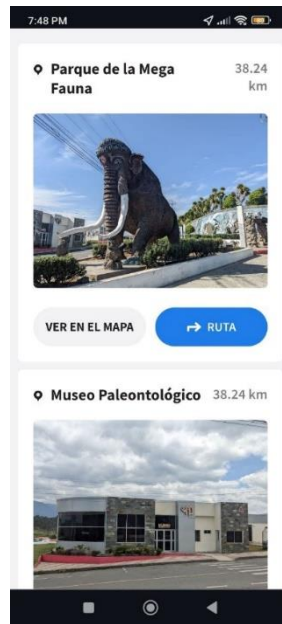 7:48 PM
Parque de la Mega 38.24
Fauna km
VER EN EL MAPA RUTA
Museo Paleontológico 38.24 km